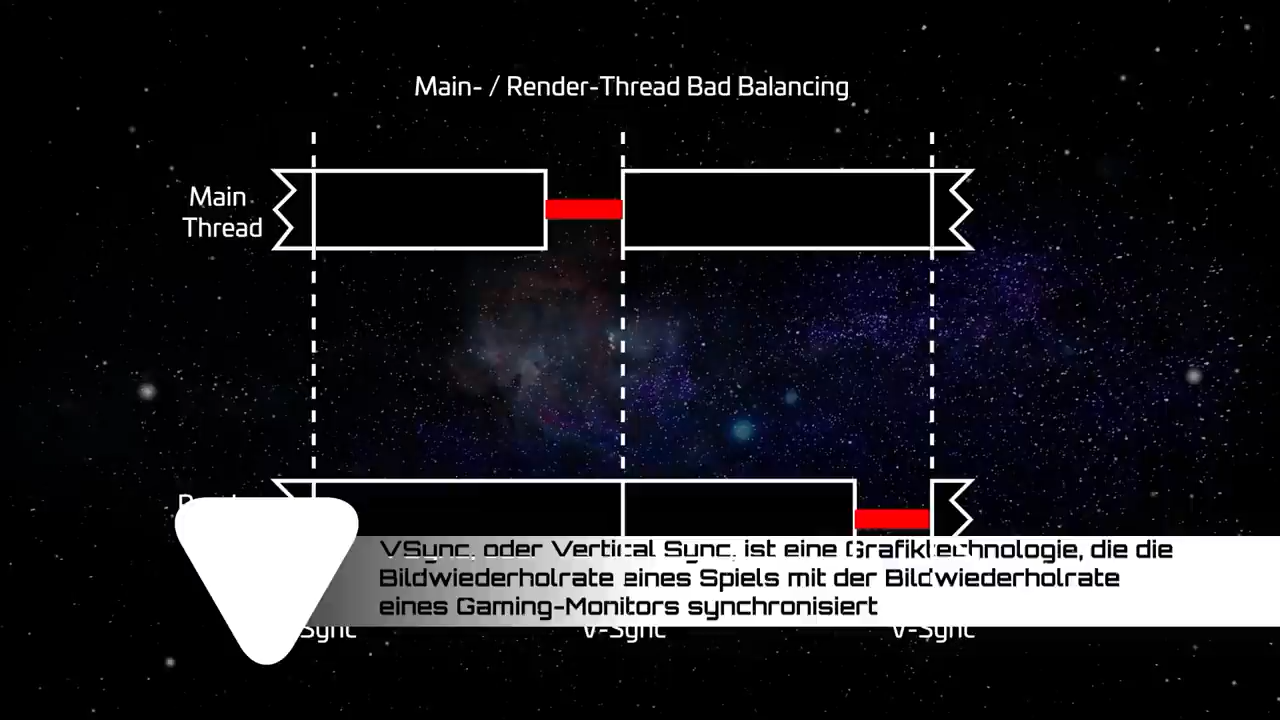 Main- / Render-Thread Bad Balancing
Main
Thread
VSync, oder Vertical Sync, ist eine Grafiktechnologie, die die
Bildwiederholrate eines Spiels mit der Bildwiederholrate
eines Gaming-Monitors synchronisiert
Sync
V-Sync
V-Sync